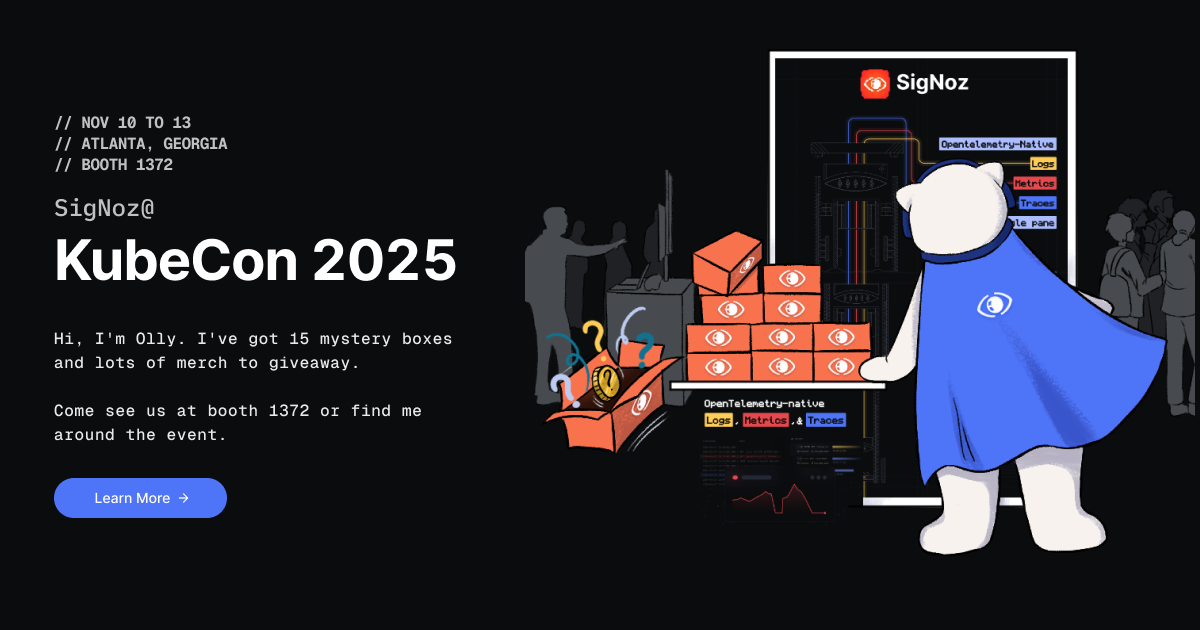 // NOV 10 TO 13
// ATLANTA, GEORGIA
// BOOTH 1372
SigNoz@
KubeCon 2025
Hi, I'm Olly. I've got 15 mystery boxes
and lots of merch to giveaway.
Come see us at booth 1372 or find me
around the event.
Learn More →
SigNoz
Opentelemetry-Native
Logs
Metrics
Traces
pane
OpenTelemetry-native
Logs, Metrics, & Traces